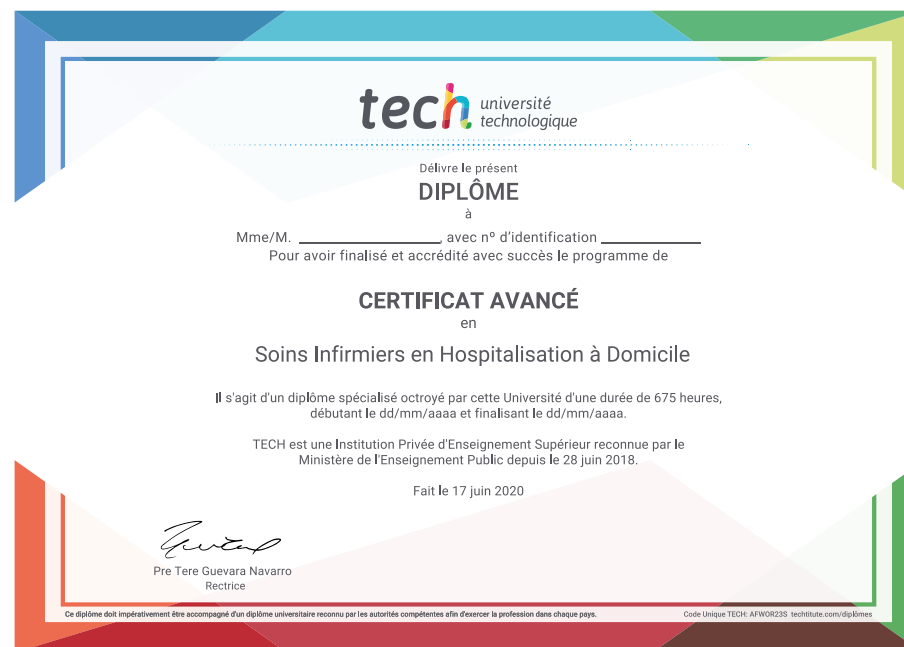 tech université
technologique
Délivre le présent
DIPLÔME
à
Mme/M. ____________________, avec nº d'identification ______________
Pour avoir finalisé et accrédité avec succès le programme de
CERTIFICAT AVANCÉ
en
Soins Infirmiers en Hospitalisation à Domicile
Il s'agit d'un diplôme spécialisé octroyé par cette Université d'une durée de 675 heures,
débutant le dd/mm/aaaa et finalisant le dd/mm/aaaa.
TECH est une Institution Privée d'Enseignement Supérieur reconnue par le
Ministère de l'Enseignement Public depuis le 28 juin 2018.
Fait le 17 juin 2020
Pre Tere Guevara Navarro
Rectrice
Ce diplôme doit impérativement être accompagné d'un diplôme universitaire reconnu par les autorités compétentes afin d'exercer la profession dans chaque pays.
Code Unique TECH: AFWOR23S techtitute.com/diplômes